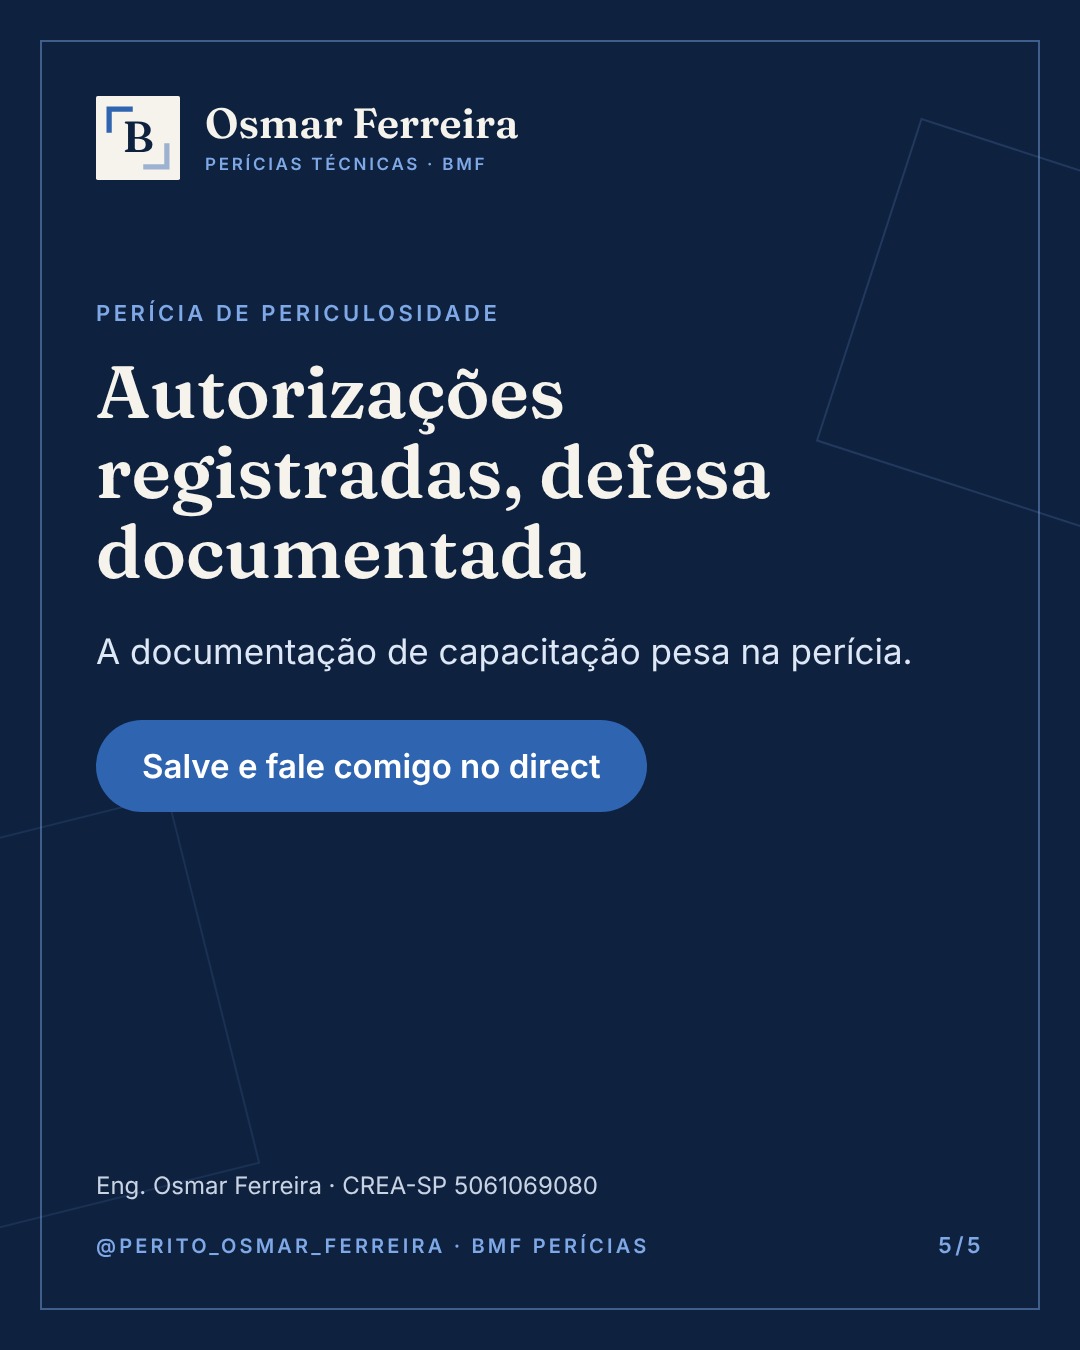 B
Osmar Ferreira
PERÍCIAS TÉCNICAS · BMF
PERÍCIA DE PERICULOSIDADE
Autorizações
registradas, defesa
documentada
A documentação de capacitação pesa na perícia.
Salve e fale comigo no direct
Eng. Osmar Ferreira · CREA-SP 5061069080
@PERITO_OSMAR_FERREIRA · BMF PERÍCIAS
5/5